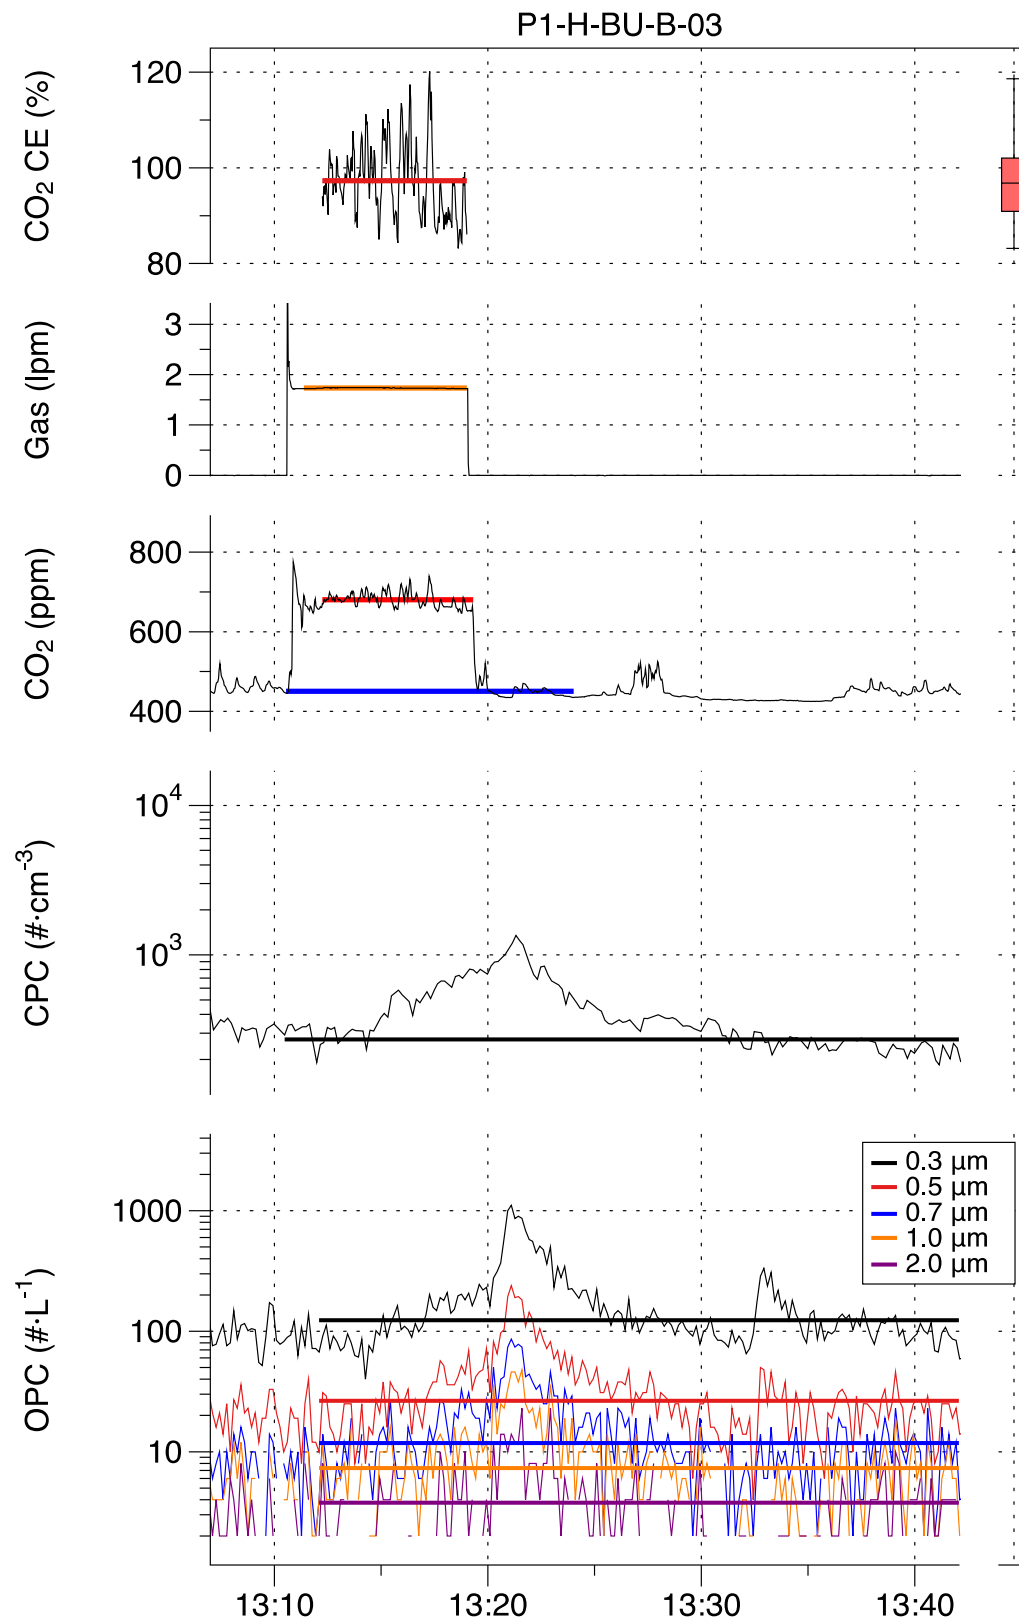 P1-H-BU-B-03
CO2 CE (%)
120
100
80
Gas (lpm)
3
2
1
0
CO2 (ppm)
800
600
400
CPC (#·cm-3)
10^4
10^3
OPC (#·L-1)
1000
100
10
0.3 µm
0.5 µm
0.7 µm
1.0 µm
2.0 µm
13:10 13:20 13:30 13:40